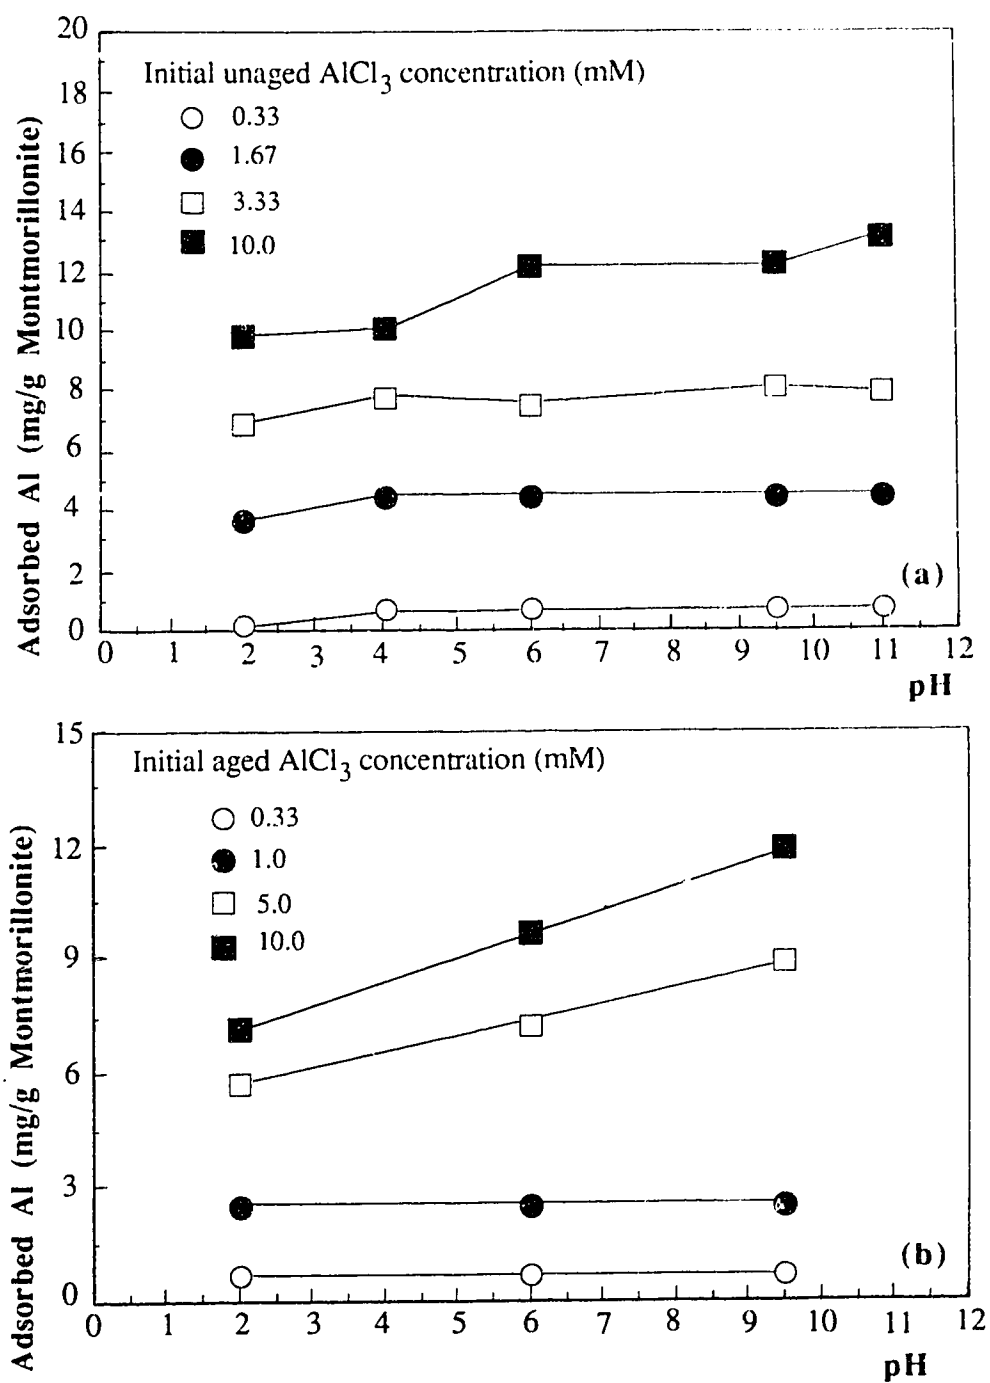 20
18
16
14
12
10
8
6
4
2
0
Adsorbed Al (mg/g Montmorillonite)
Initial unaged AlCl3 concentration (mM)
0.33
1.67
3.33
10.0
(a)
0 1 2 3 4 5 6 7 8 9 10 11 12
pH
15
12
9
6
3
0
Adsorbed Al (mg/g Montmorillonite)
Initial aged AlCl3 concentration (mM)
0.33
1.0
5.0
10.0
(b)
0 1 2 3 4 5 6 7 8 9 10 11 12
pH